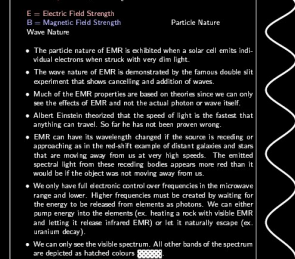 E = Electric Field Strength
B = Magnetic Field Strength
Particle Nature
Wave Nature
• The particle nature of EMR is exhibited when a solar cell emits indi-
vidual electrons when struck with very dim light.
• The wave nature of EMR is demonstrated by the famous double slit
experiment that shows cancelling and addition of waves.
• Much of the EMR properties are based on theories since we can only
see the effects of EMR and not the actual photon or wave itself.
• Albert Einstein theorized that the speed of light is the fastest that
anything can travel. So far he has not been proven wrong.
• EMR can have its wavelength changed if the source is receding or
approaching as in the red-shift example of distant galaxies and stars
that are moving away from us at very high speeds. The emitted
spectral light from these receding bodies appears more red than it
would be if the object was not moving away from us.
• We only have full electronic control over frequencies in the microwave
range and lower. Higher frequencies must be created by waiting for
the energy to be released from elements as photons. We can either
pump energy into the elements (ex. heating a rock with visible EMR
and letting it release infrared EMR) or let it naturally escape (ex.
uranium decay).
• We can only see the visible spectrum. All other bands of the spectrum
are depicted as hatched colours